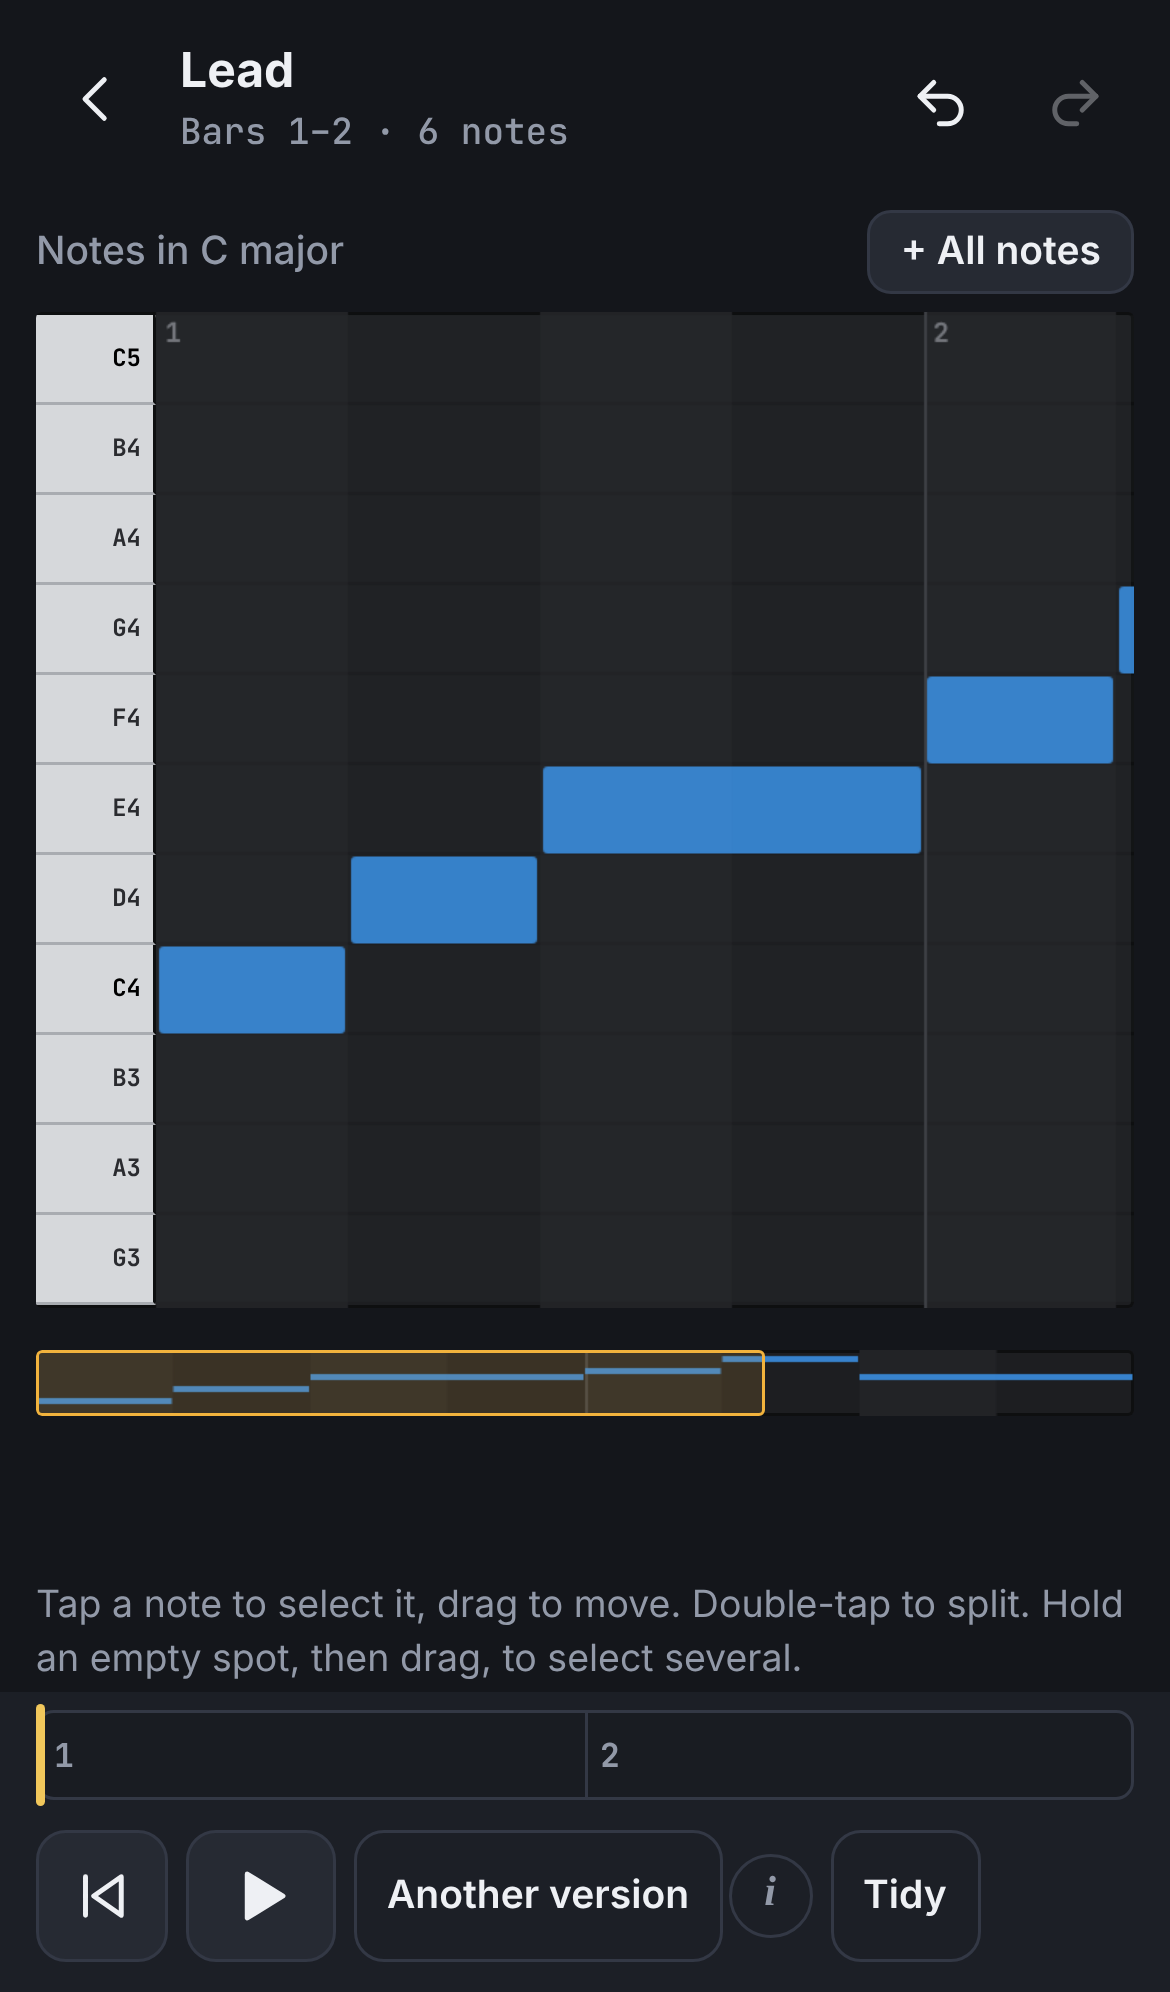 Lead
Bars 1–2 · 6 notes
Notes in C major
+ All notes
1
2
C5
B4
A4
G4
F4
E4
D4
C4
B3
A3
G3
Tap a note to select it, drag to move. Double-tap to split. Hold
an empty spot, then drag, to select several.
1
2
Another version
i
Tidy